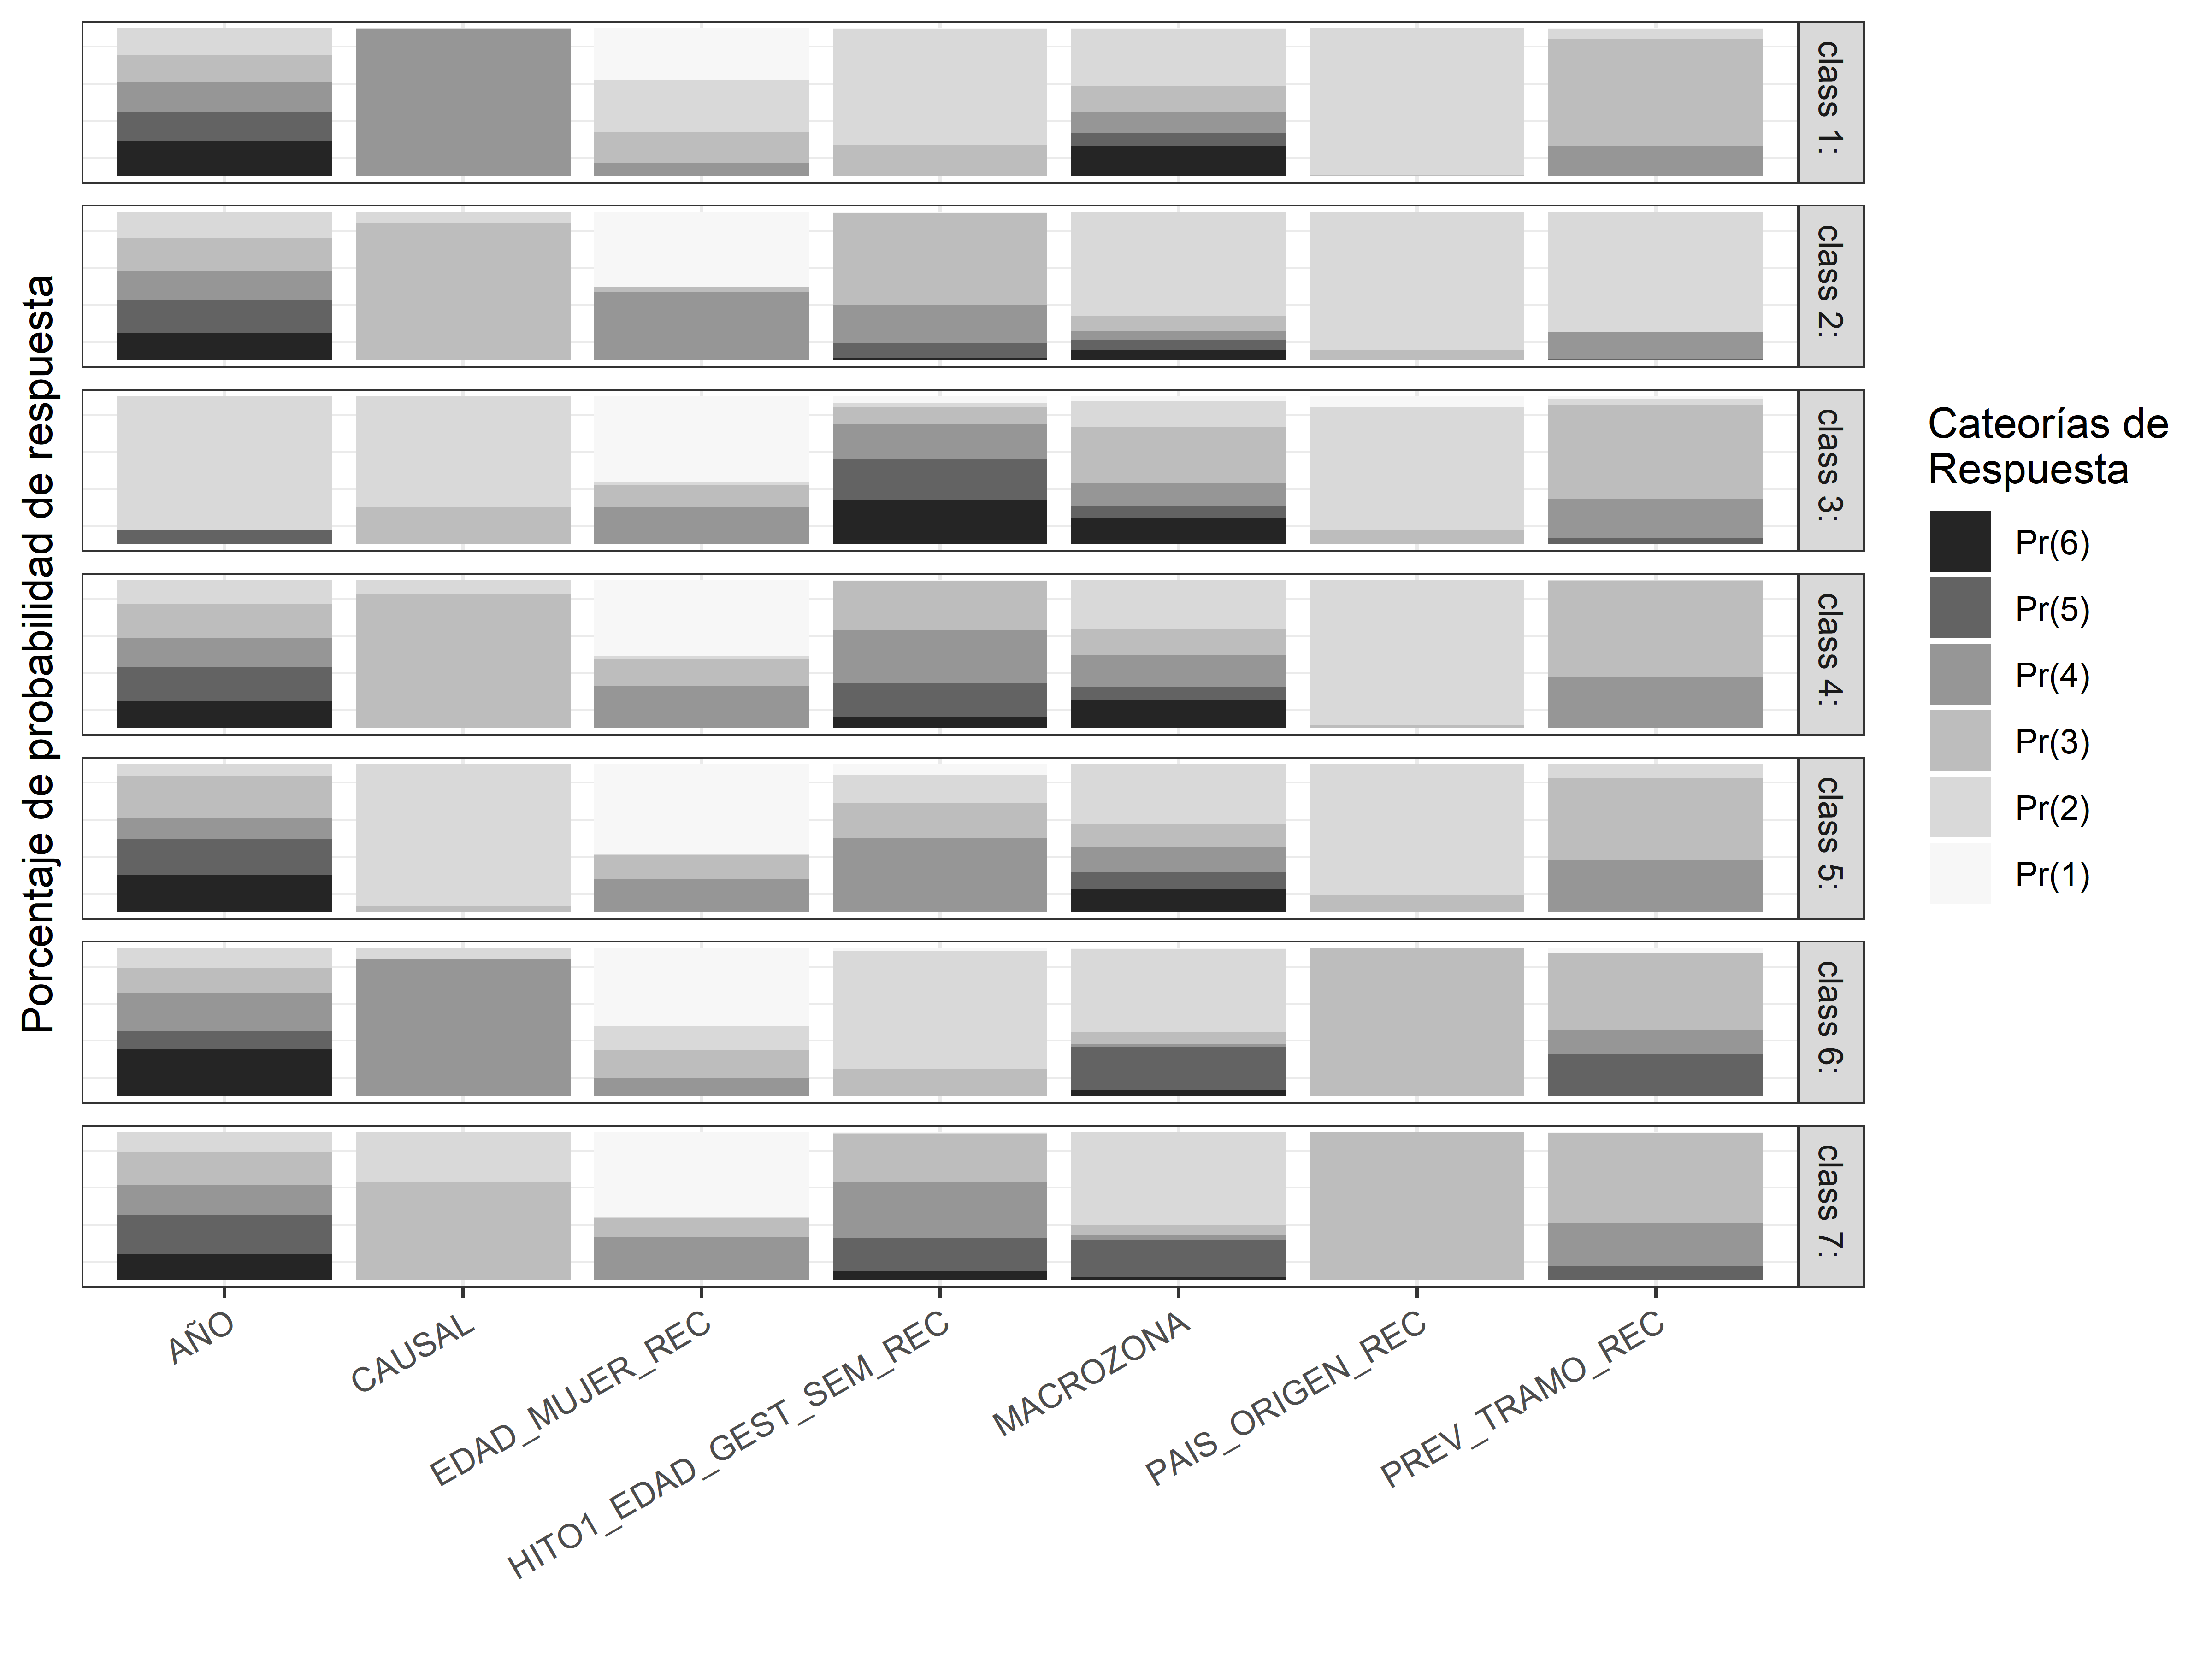 Porcentaje de probabilidad de respuesta
class 1:
class 2:
class 3:
class 4:
class 5:
class 6:
class 7:
AÑO
CAUSAL
EDAD_MUJER_REC
HITO1_EDAD_GEST_SEM_REC
MACROZONA
PAIS_ORIGEN_REC
PREV_TRAMO_REC
Cateorías de
Respuesta
Pr(6)
Pr(5)
Pr(4)
Pr(3)
Pr(2)
Pr(1)